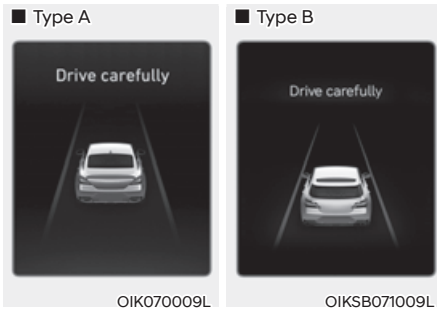 ■ Type A
Drive carefully
OIK070009L
■ Type B
Drive carefully
OIKSB071009L